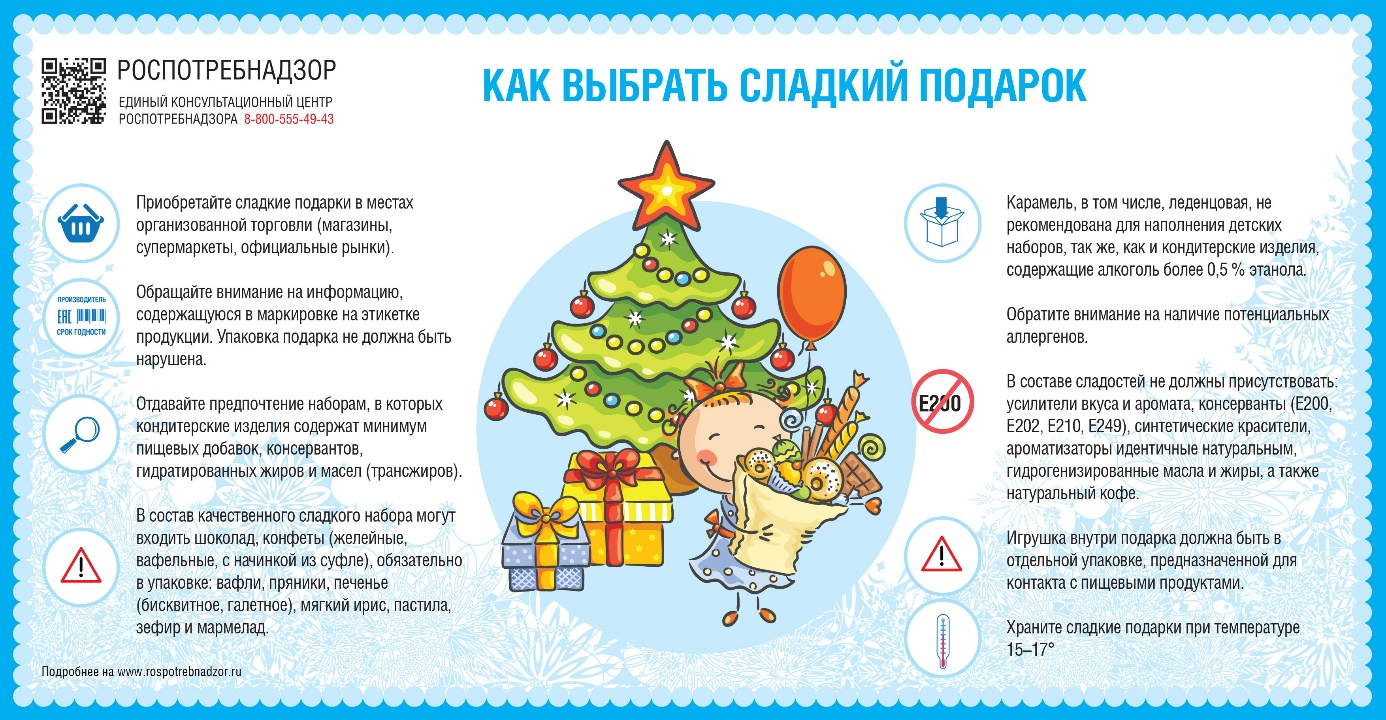 РОСПОТРЕБНАДЗОР
ЕДИНЫЙ КОНСУЛЬТАЦИОННЫЙ ЦЕНТР
РОСПОТРЕБНАДЗОРА 8-800-555-49-43
КАК ВЫБРАТЬ СЛАДКИЙ ПОДАРОК
Приобретайте сладкие подарки в местах
организованной торговли (магазины,
супермаркеты, официальные рынки).
ПРОИЗВОДИТЕЛЬ
ЕАС
СРОК ГОДНОСТИ
Обращайте внимание на информацию,
содержащуюся в маркировке на этикетке
продукции. Упаковка подарка не должна быть
нарушена.
Отдавайте предпочтение наборам, в которых
кондитерские изделия содержат минимум
пищевых добавок, консервантов,
гидратированных жиров и масел (трансжиров).
В состав качественного сладкого набора могут
входить шоколад, конфеты (желейные,
вафельные, с начинкой из суфле), обязательно
в упаковке: вафли, пряники, печенье
(бисквитное, галетное), мягкий ирис, пастила,
зефир и мармелад.
Подробнее на www.rospotrebnadzor.ru
Карамель, в том числе, леденцовая, не
рекомендована для наполнения детских
наборов, так же, как и кондитерские изделия,
содержащие алкоголь более 0,5 % этанола.
Обратите внимание на наличие потенциальных
аллергенов.
Е200
В составе сладостей не должны присутствовать:
усилители вкуса и аромата, консерванты (Е200,
Е202, Е210, Е249), синтетические красители,
ароматизаторы идентичные натуральным,
гидрогенизированные масла и жиры, а также
натуральный кофе.
Игрушка внутри подарка должна быть в
отдельной упаковке, предназначенной для
контакта с пищевыми продуктами.
Храните сладкие подарки при температуре
15–17°